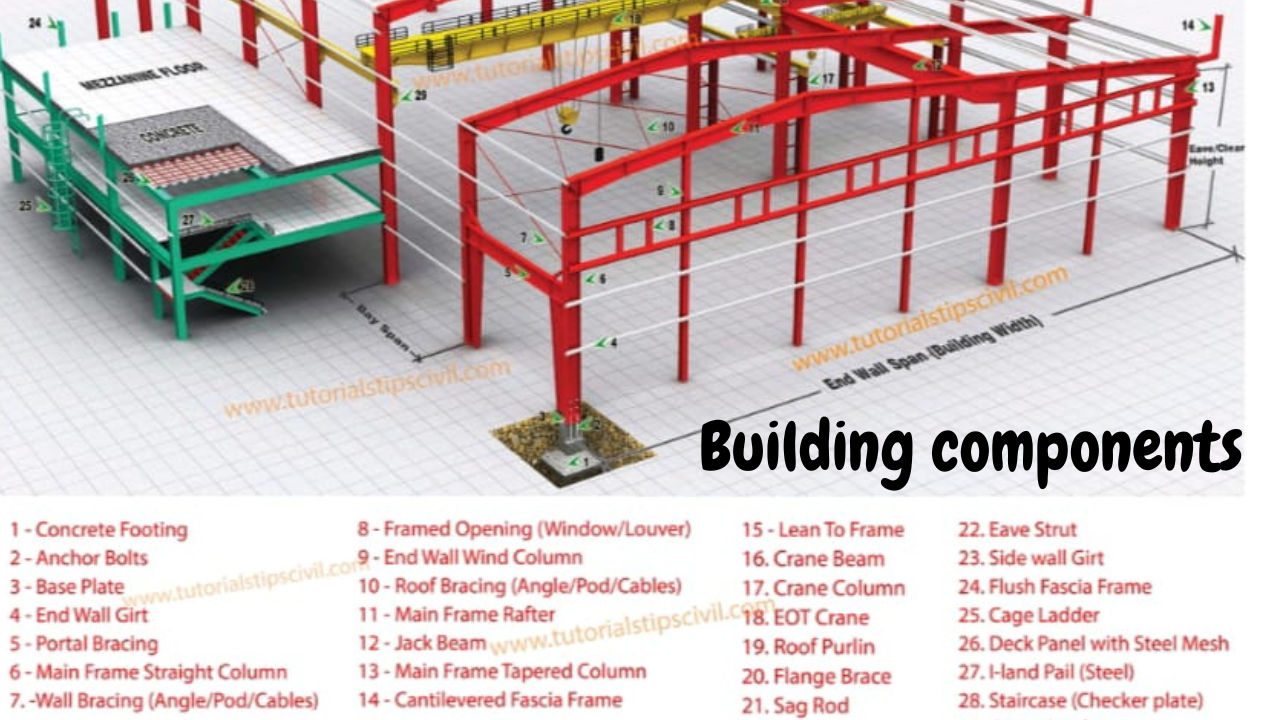 24
14
18
www.tutorialstipscivil.com
MEZZANINE FLOOR
17
13
29
CONCRETE
10
11
Eave/Clear
Height
26
9
25
27
8
7
5
6
Bay Span
4
www.tutorialstipscivil.com
End Wall Span (Building Width)
www.tutorialstipscivil.com
3
2
1
Building components
1 - Concrete Footing
2 - Anchor Bolts
3 - Base Plate
4 - End Wall Girt
5 - Portal Bracing
6 - Main Frame Straight Column
7. -Wall Bracing (Angle/Pod/Cables)
8 - Framed Opening (Window/Louver)
9 - End Wall Wind Column
10 - Roof Bracing (Angle/Pod/Cables)
11 - Main Frame Rafter
12 - Jack Beam
13 - Main Frame Tapered Column
14 - Cantilevered Fascia Frame
15 - Lean To Frame
16. Crane Beam
17. Crane Column
18. EOT Crane
19. Roof Purlin
20. Flange Brace
21. Sag Rod
22. Eave Strut
23. Side wall Girt
24. Flush Fascia Frame
25. Cage Ladder
26. Deck Panel with Steel Mesh
27. I-land Pail (Steel)
28. Staircase (Checker plate)
www.tutorialstipscivil.com
www.tutorialstipscivil.com